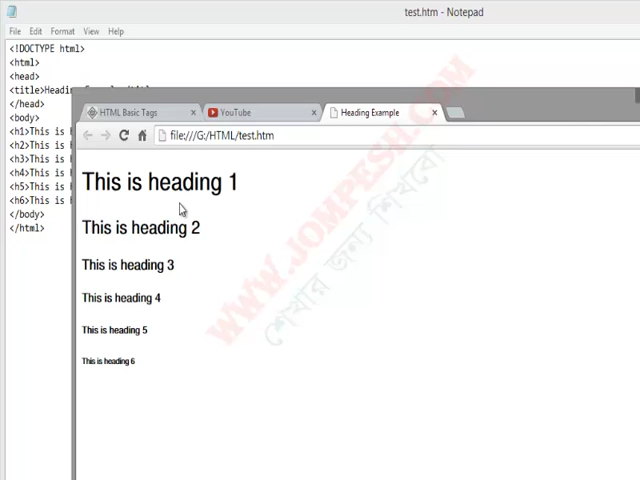 test.htm - Notepad
File Edit Format View Help
<!DOCTYPE html>
<html>
<head>
<title>Heading
</head>
<body>
<h1>This is h
<h2>This is h
<h3>This is h
<h4>This is h
<h5>This is h
<h6>This is h
</body>
</html>
HTML Basic Tags
YouTube
Heading Example
file:///G:/HTML/test.htm
This is heading 1
This is heading 2
This is heading 3
This is heading 4
This is heading 5
This is heading 6
WWW.JOMPESH.COM
শেখার জন্য শিখবো